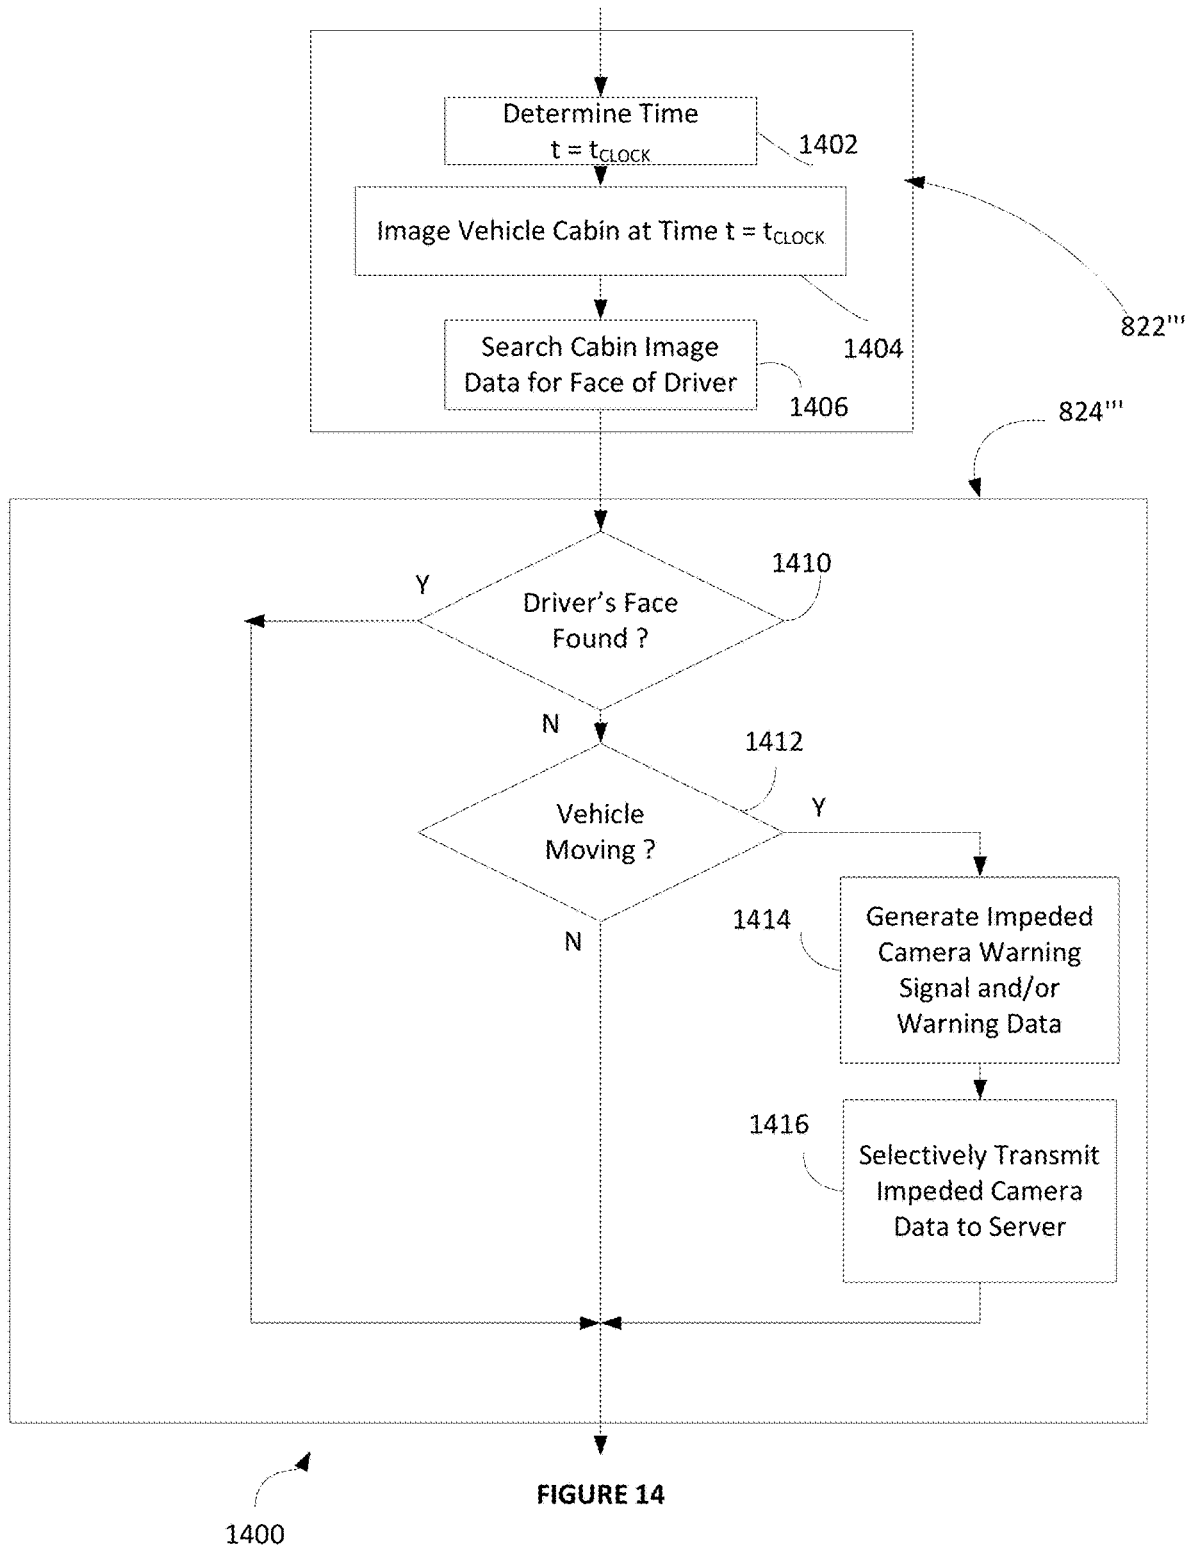 Determine Time
t = tCLOCK
1402
Image Vehicle Cabin at Time t = tCLOCK
822'''
1404
Search Cabin Image
Data for Face of Driver
1406
824'''
1410
Y
Driver's Face
Found ?
N
1412
Y
Vehicle
Moving ?
N
1414
Generate Impeded
Camera Warning
Signal and/or
Warning Data
1416
Selectively Transmit
Impeded Camera
Data to Server
FIGURE 14
1400